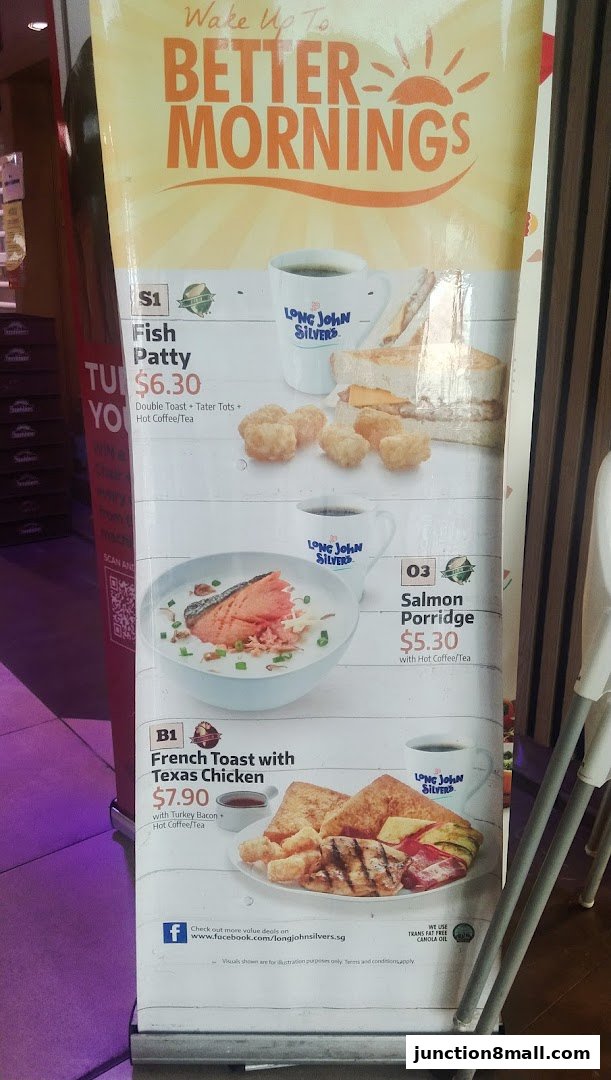 Wake Up To
BETTER
MORNINGS
S1
LONG JOHN
SILVER'S
Fish
Patty
$6.30
Double Toast + Tater Tots +
Hot Coffee/Tea
LONG JOHN
SILVER'S
O3
Salmon
Porridge
$5.30
with Hot Coffee/Tea
B1
French Toast with
Texas Chicken
$7.90
with Turkey Bacon +
Hot Coffee/Tea
LONG JOHN
SILVER'S
Check out more value deals on
www.facebook.com/longjohnsilvers.sg
WE USE
TRANS FAT FREE
CANOLA OIL
Visuals shown are for illustration purposes only. Terms and conditions apply.
SCAN AND
junction8mall.com